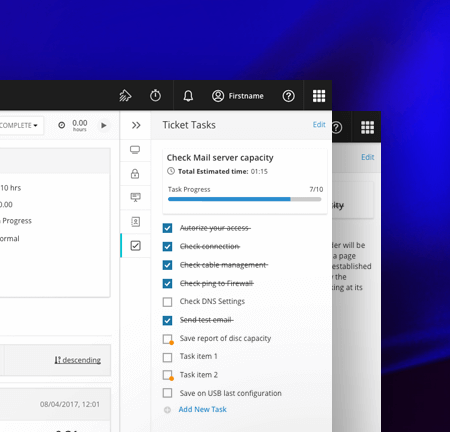 Firstname
COMPLETE
0.00
hours
Ticket Tasks
Edit
10 hrs
0.00
Progress
ormal
descending
08/04/2017, 12:01
Check Mail server capacity
Total Estimated time: 01:15
Task Progress
7/10
Autorize your access
Check connection
Check cable management
Check ping to Firewall
Check DNS Settings
Send test email
Save report of disc capacity
Task item 1
Task item 2
Save on USB last configuration
Add New Task
Edit
ity
der will be
a page
established
the
king at its